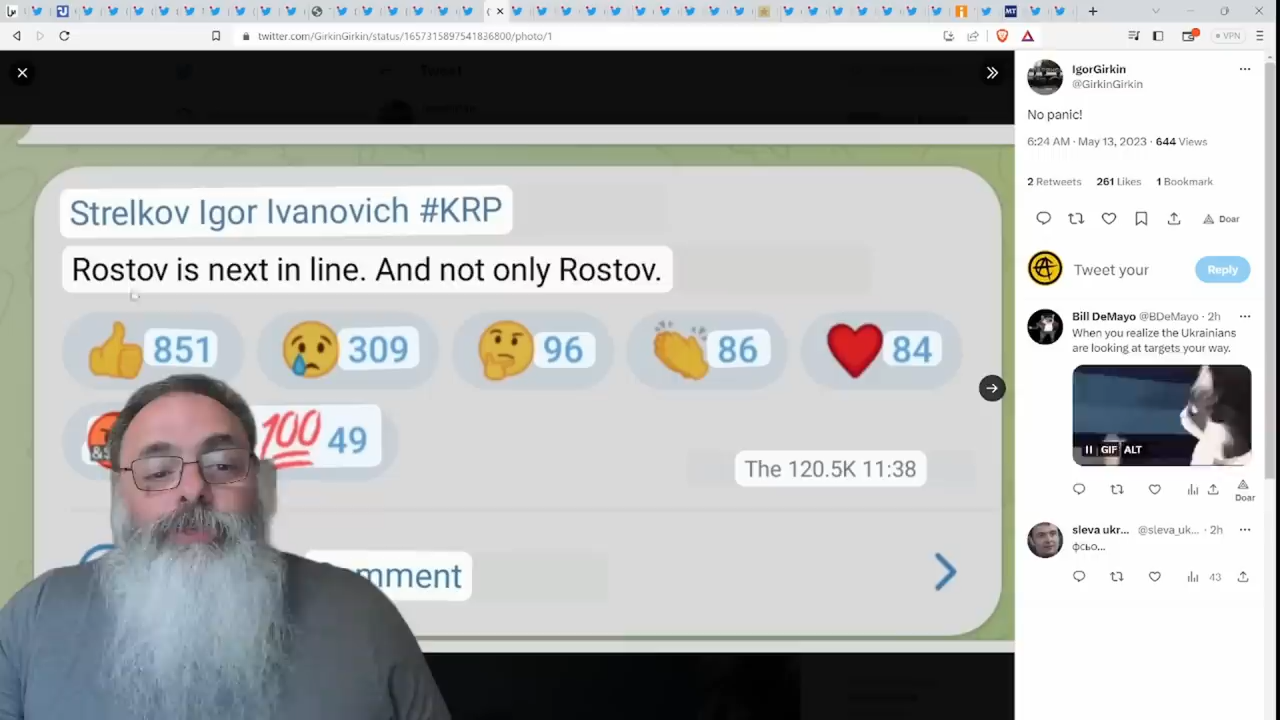 twitter.com/GirkinGirkin/status/1657315897541836800/photo/1
VPN
Tweet
Strelkov Igor Ivanovich #KRP
Rostov is next in line. And not only Rostov.
851
309
96
86
84
100 49
The 120.5K 11:38
mment
IgorGirkin
@GirkinGirkin
No panic!
6:24 AM · May 13, 2023 · 644 Views
2 Retweets 261 Likes 1 Bookmark
Doar
Tweet your
Reply
Bill DeMayo @BDeMayo · 2h
When you realize the Ukrainians
are looking at targets your way.
GIF ALT
Doar
sleva ukr... @sleva_uk... · 2h
фсьо...
43